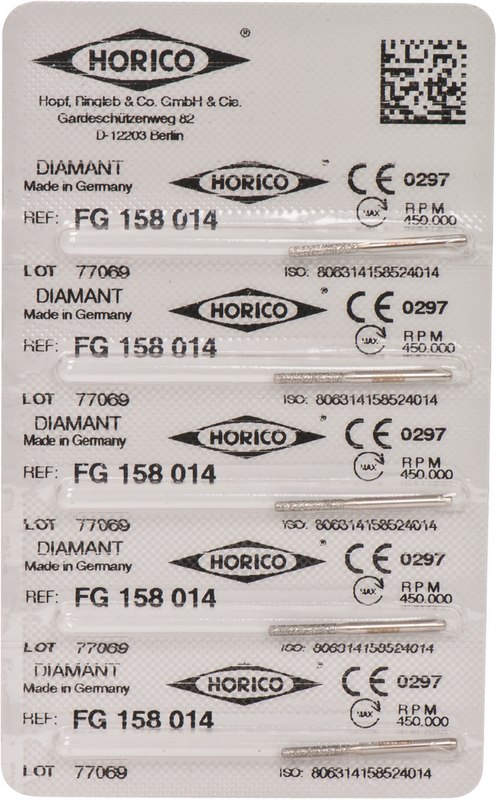 HORICO ®
Hopf, Ringleb & Co. GmbH & Cie.
Gardeschützenweg 82
D-12203 Berlin
DIAMANT
Made in Germany
HORICO ®
CE 0297
REF: FG 158 014
MAX
RPM
450.000
LOT 77069
ISO: 806314158524014
DIAMANT
Made in Germany
HORICO ®
CE 0297
REF: FG 158 014
MAX
RPM
450.000
LOT 77069
ISO: 806314158524014
DIAMANT
Made in Germany
HORICO ®
CE 0297
REF: FG 158 014
MAX
RPM
450.000
LOT 77069
ISO: 806314158524014
DIAMANT
Made in Germany
HORICO ®
CE 0297
REF: FG 158 014
MAX
RPM
450.000
LOT 77069
ISO: 806314158524014
DIAMANT
Made in Germany
HORICO ®
CE 0297
REF: FG 158 014
MAX
RPM
450.000
LOT 77069
ISO: 806314158524014